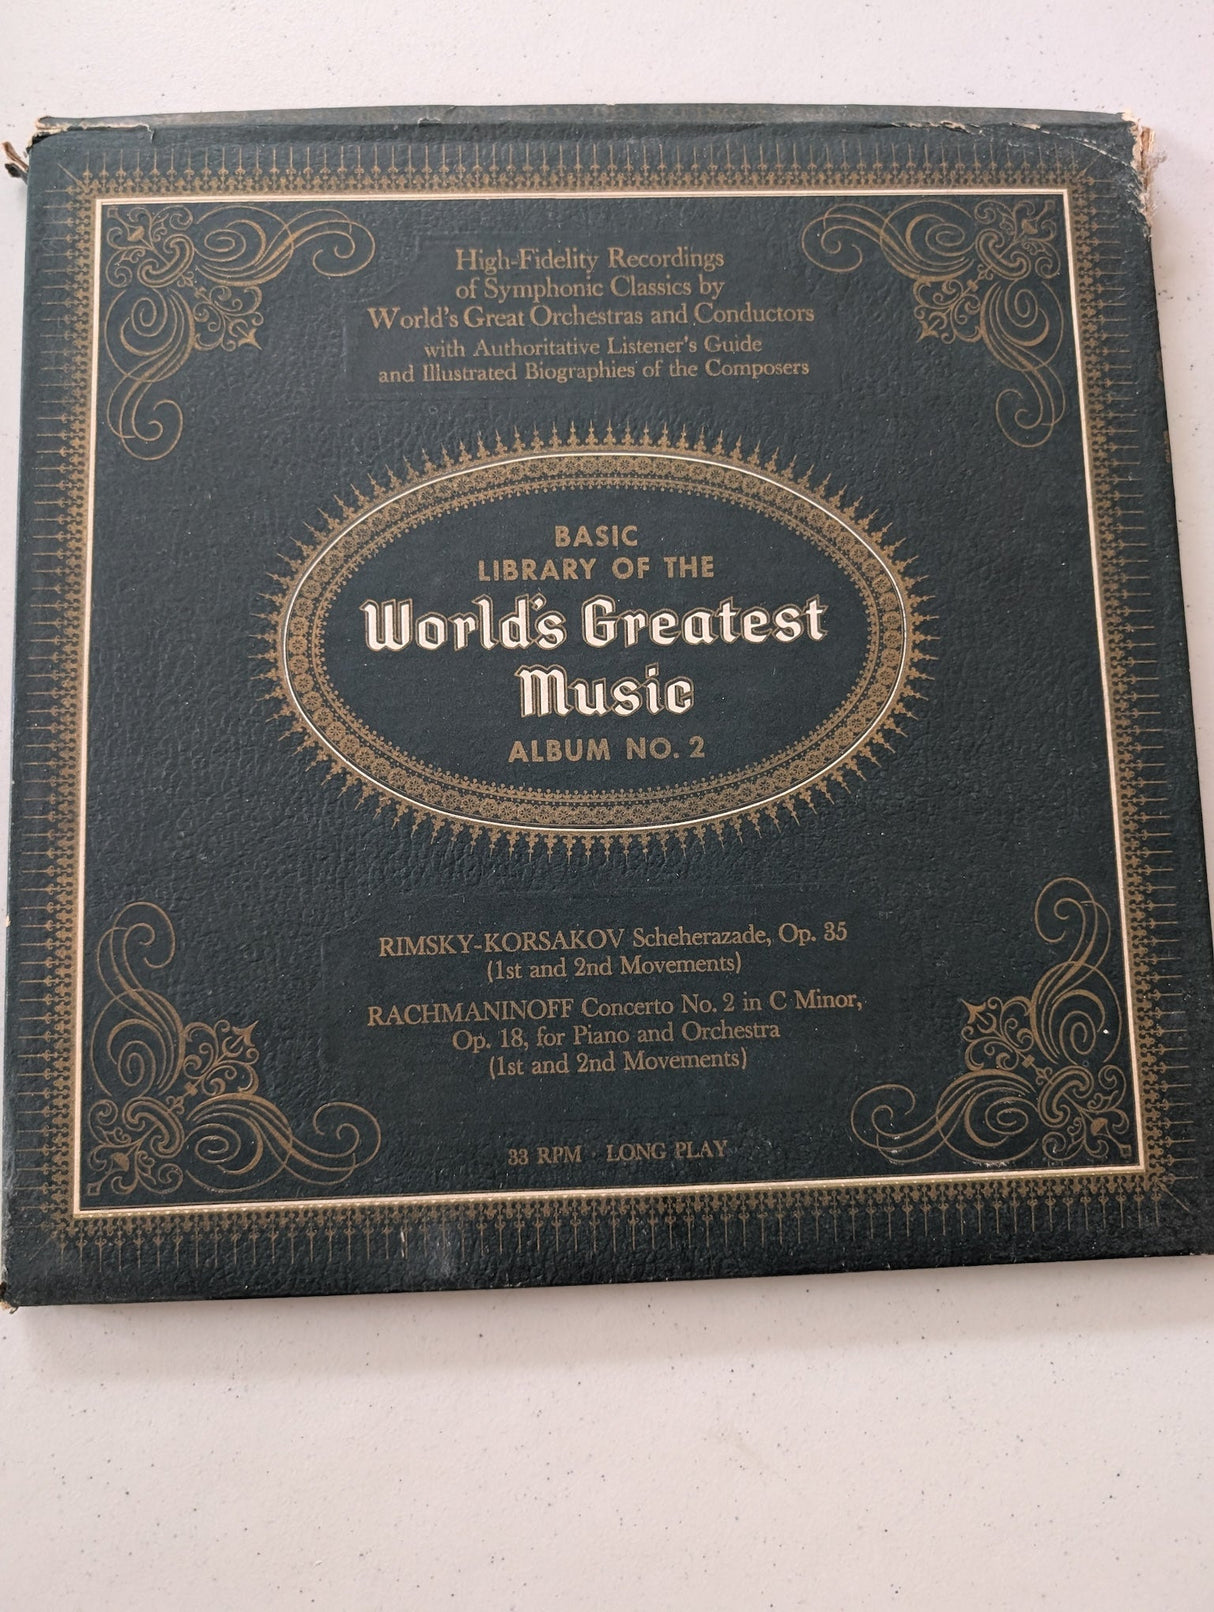 High-Fidelity Recordings
of Symphonic Classics by
World's Great Orchestras and Conductors
with Authoritative Listener's Guide
and Illustrated Biographies of the Composers
BASIC
LIBRARY OF THE
World's Greatest
Music
ALBUM NO. 2
RIMSKY-KORSAKOV Scheherazade, Op. 35
(1st and 2nd Movements)
RACHMANINOFF Concerto No. 2 in C Minor,
Op. 18, for Piano and Orchestra
(1st and 2nd Movements)
33 RPM · LONG PLAY